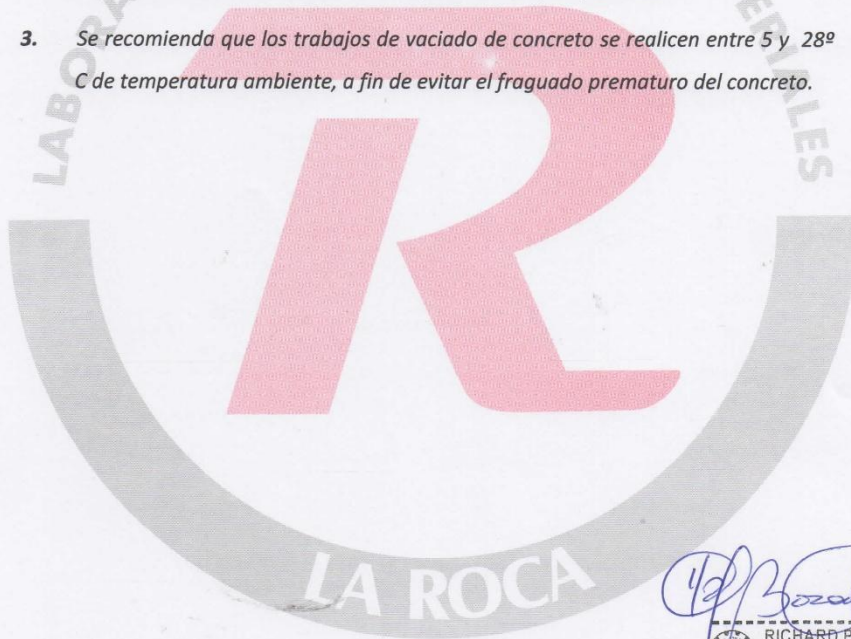 3. Se recomienda que los trabajos de vaciado de concreto se realicen entre 5 y 28º
C de temperatura ambiente, a fin de evitar el fraguado prematuro del concreto.
LA ROCA
RICHARD